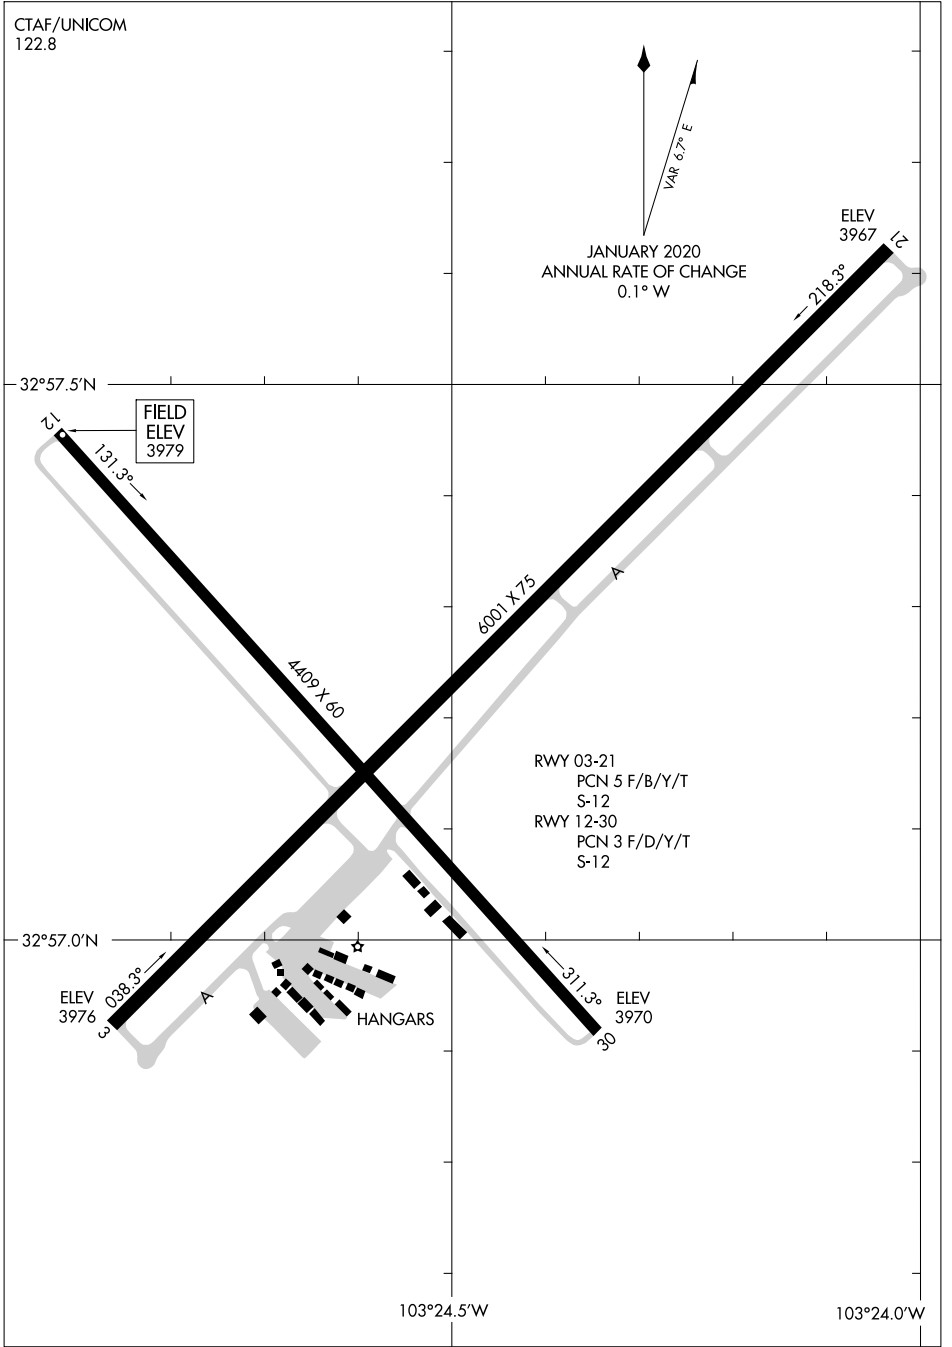 CTAF/UNICOM
122.8
VAR 6.7° E
JANUARY 2020
ANNUAL RATE OF CHANGE
0.1° W
ELEV
3967
21
218.3°
32°57.5'N
12
FIELD
ELEV
3979
131.3°
6001 X 75
A
4409 X 60
RWY 03-21
PCN 5 F/B/Y/T
S-12
RWY 12-30
PCN 3 F/D/Y/T
S-12
32°57.0'N
038.3°
A
ELEV
3976
3
HANGARS
311.3°
ELEV
3970
30
103°24.5'W
103°24.0'W